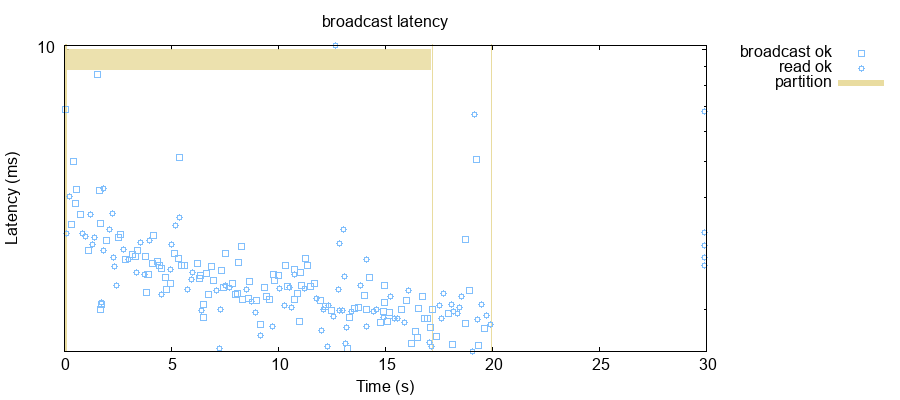 broadcast latency
10
Latency (ms)
0 5 10 15 20 25 30
Time (s)
broadcast ok
read ok
partition